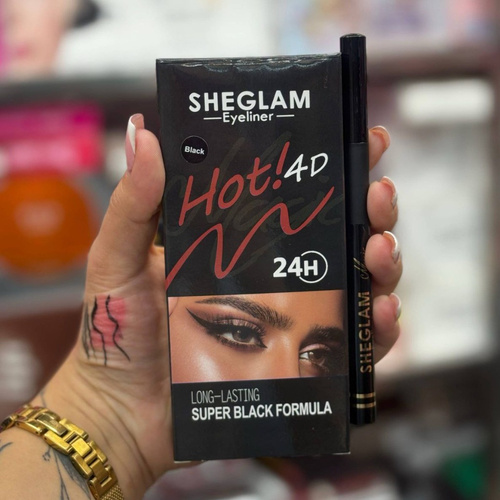 SHEGLAM
Eyeliner
Black
Hot! 4D
24H
LONG-LASTING
SUPER BLACK FORMULA
SHEGLAM